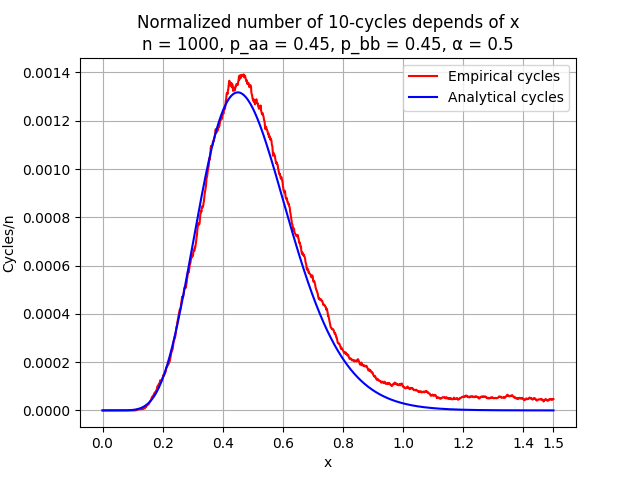 Normalized number of 10-cycles depends of x
n = 1000, p_aa = 0.45, p_bb = 0.45, α = 0.5
Empirical cycles
Analytical cycles
Cycles/n
0.0014
0.0012
0.0010
0.0008
0.0006
0.0004
0.0002
0.0000
0.0 0.2 0.4 0.6 0.8 1.0 1.2 1.4 1.5
x